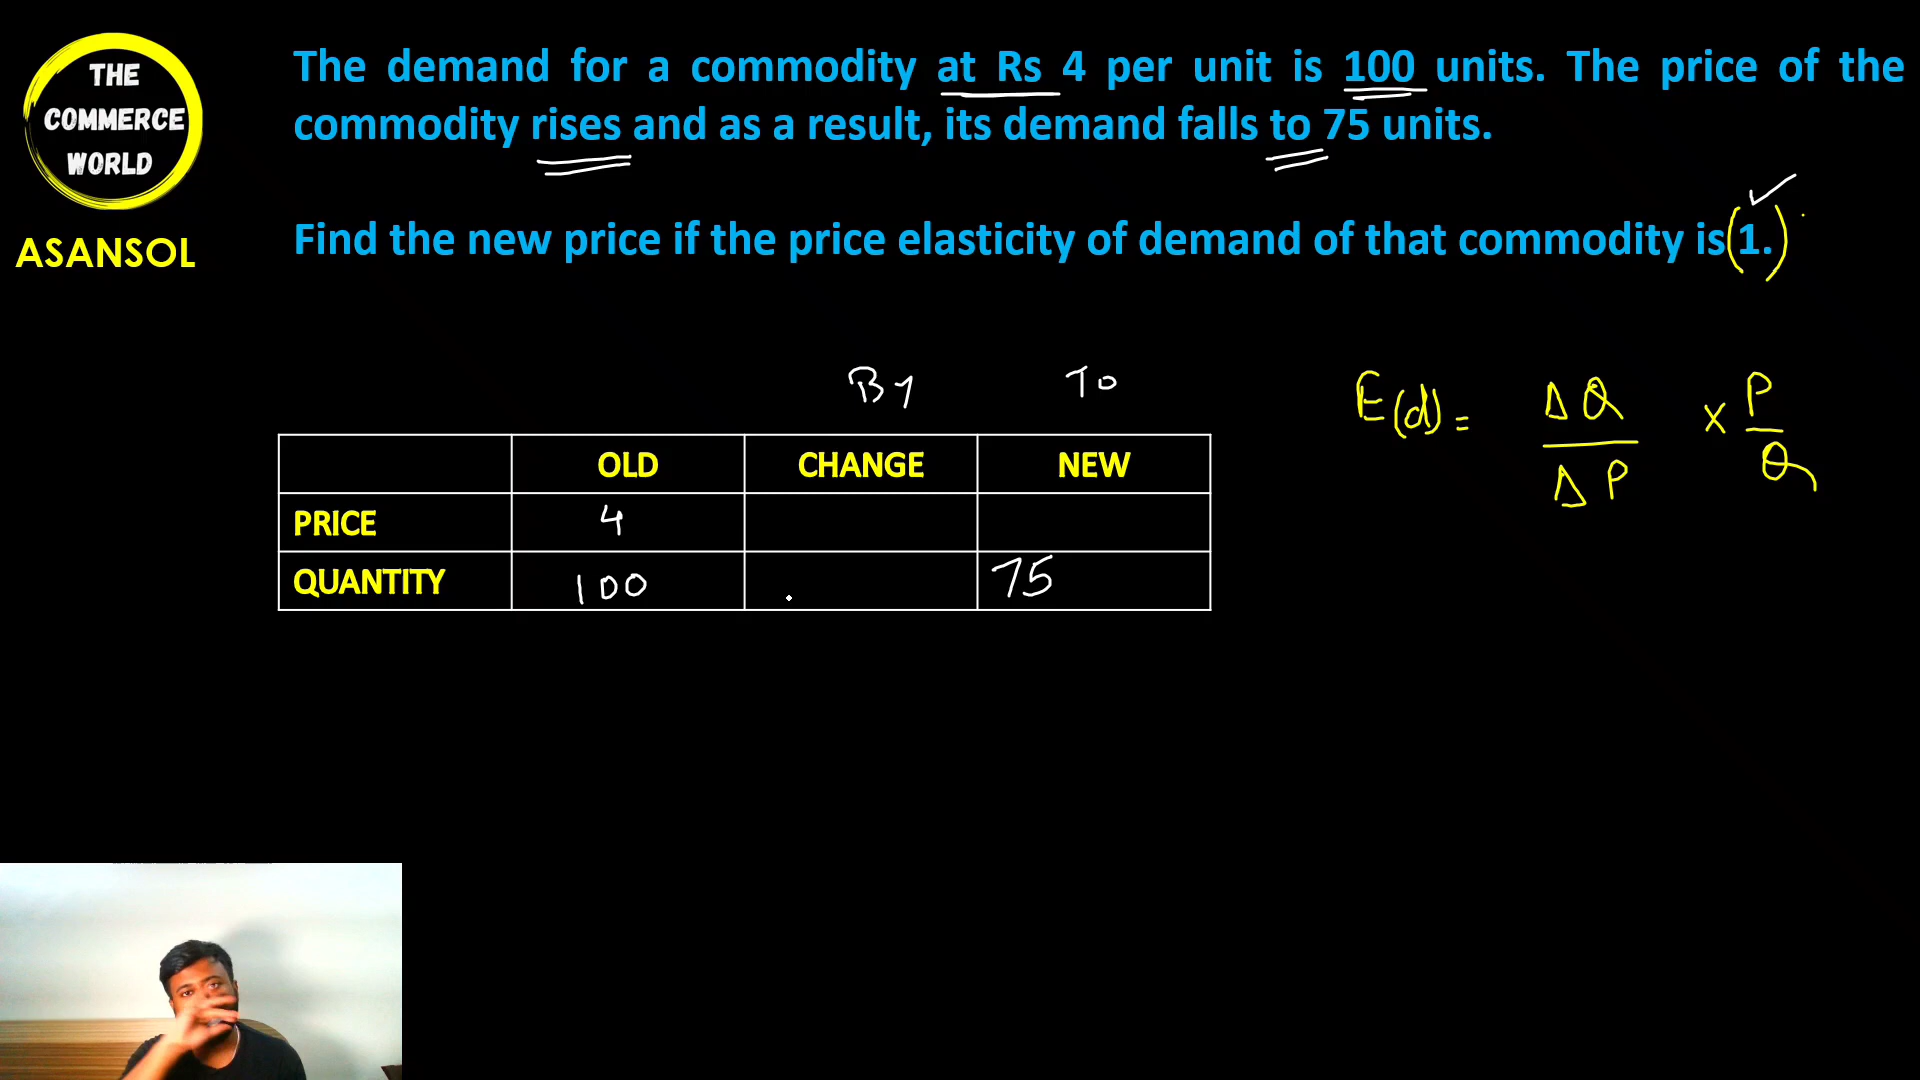 THE
COMMERCE
WORLD
ASANSOL
The demand for a commodity at Rs 4 per unit is 100 units. The price of the
commodity rises and as a result, its demand falls to 75 units.
Find the new price if the price elasticity of demand of that commodity is (1.)
By To
OLD CHANGE NEW
PRICE 4
QUANTITY 100 75
E(d) = ΔQ / ΔP × P / Q